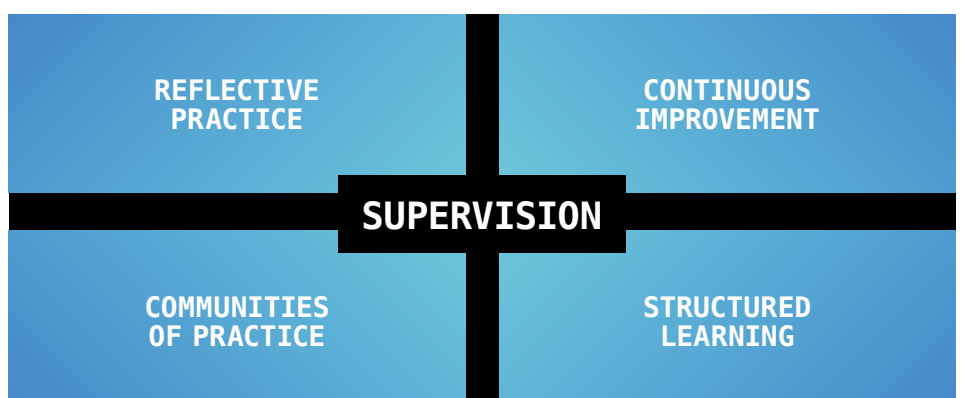 REFLECTIVE
PRACTICE
CONTINUOUS
IMPROVEMENT
SUPERVISION
COMMUNITIES
OF PRACTICE
STRUCTURED
LEARNING